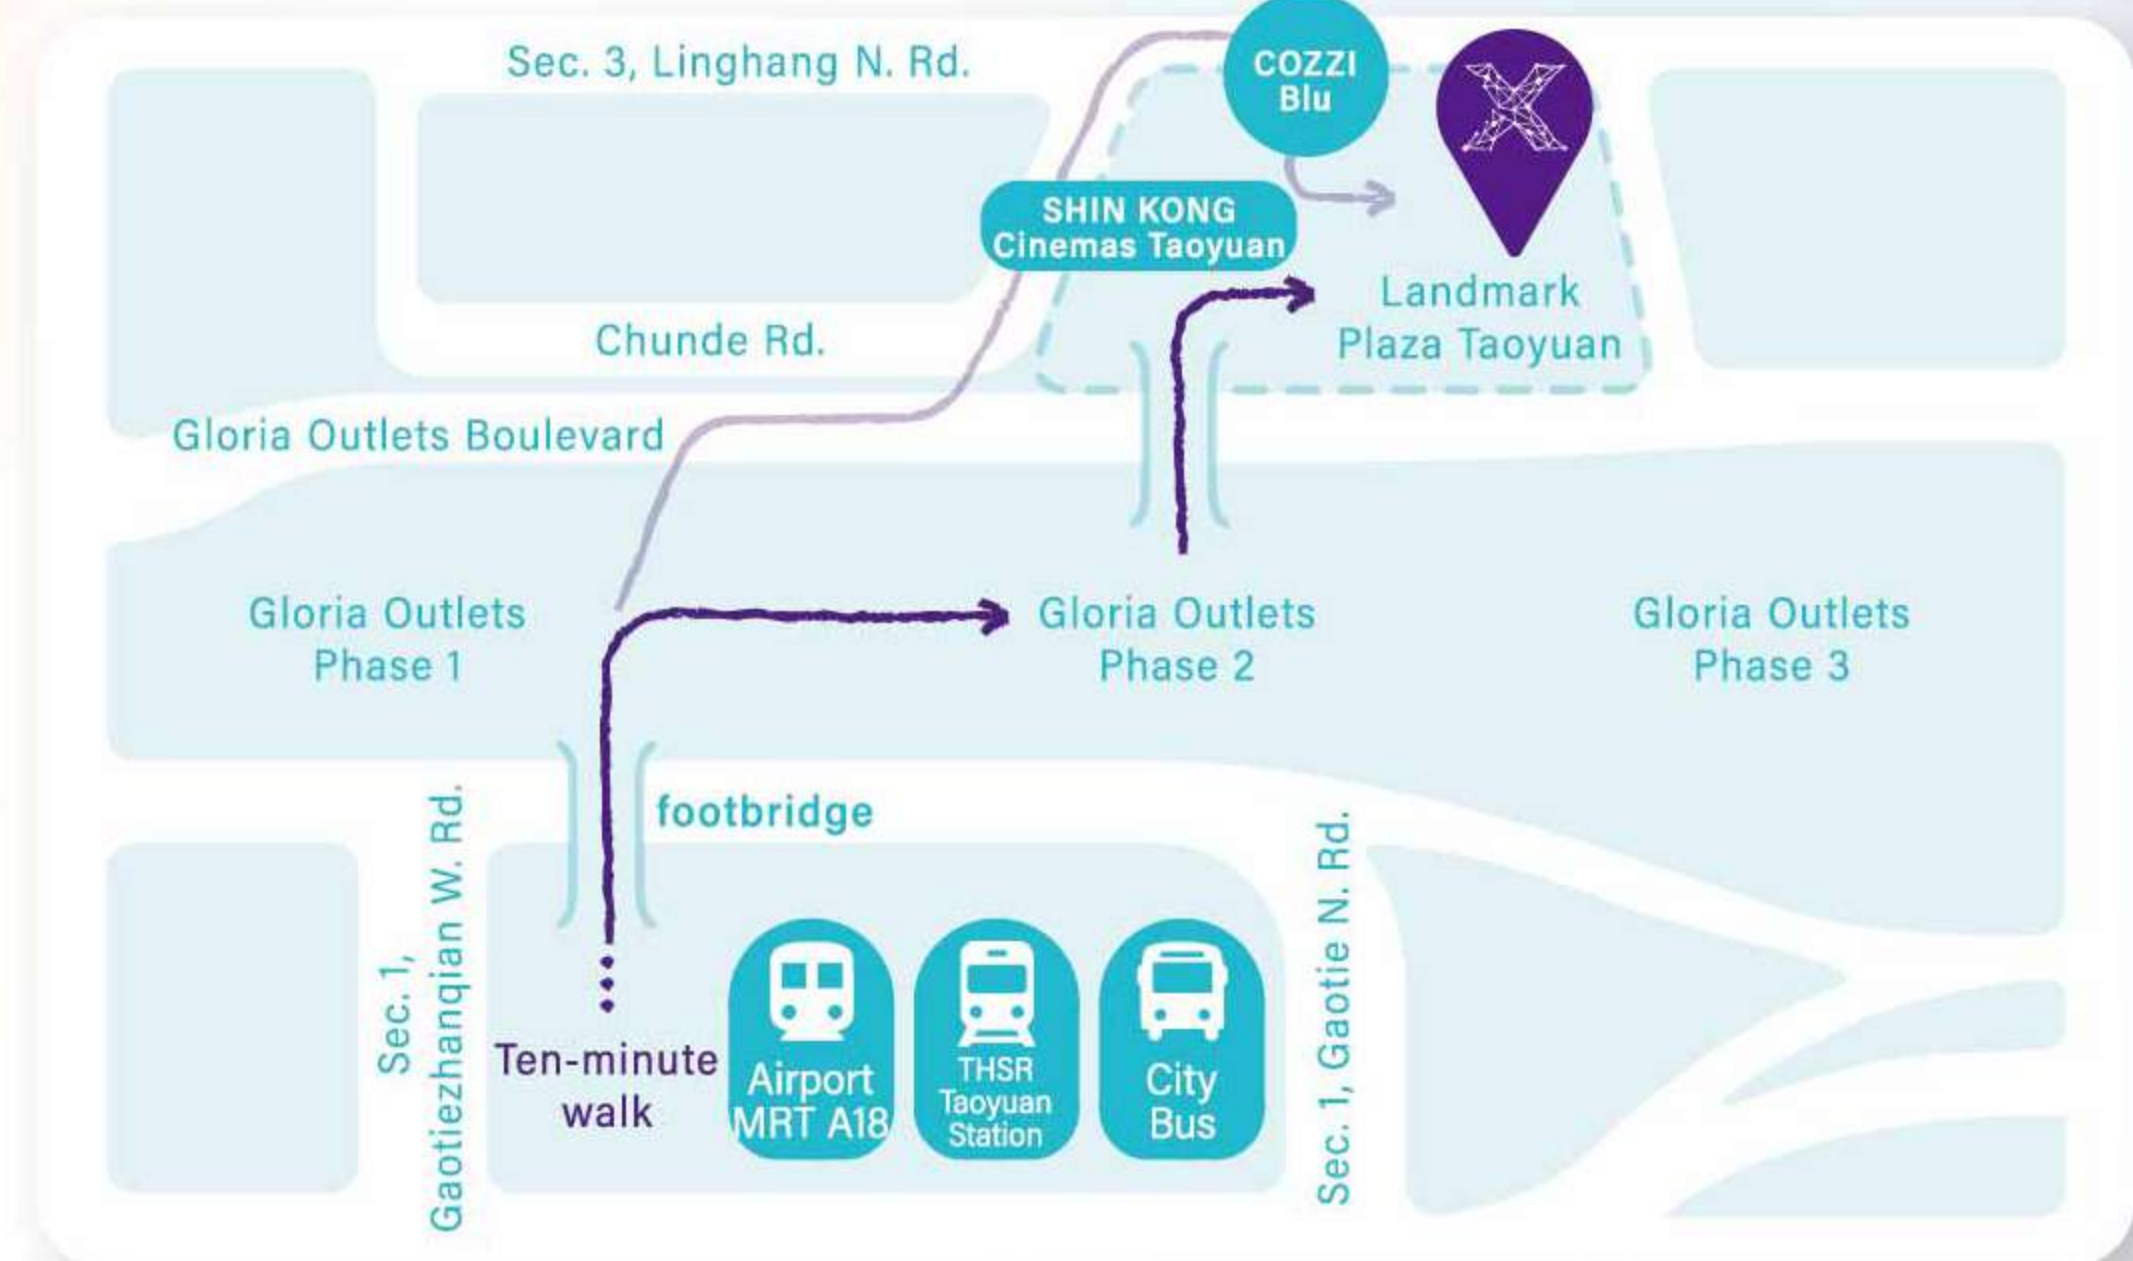 Sec. 3, Linghang N. Rd.
COZZI
Blu
SHIN KONG
Cinemas Taoyuan
Landmark
Plaza Taoyuan
Chunde Rd.
Gloria Outlets Boulevard
Gloria Outlets
Phase 1
Gloria Outlets
Phase 2
Gloria Outlets
Phase 3
footbridge
Sec. 1,
Gaotiezhanqian W. Rd.
Ten-minute
walk
Airport
MRT A18
THSR
Taoyuan
Station
City
Bus
Sec. 1, Gaotie N. Rd.